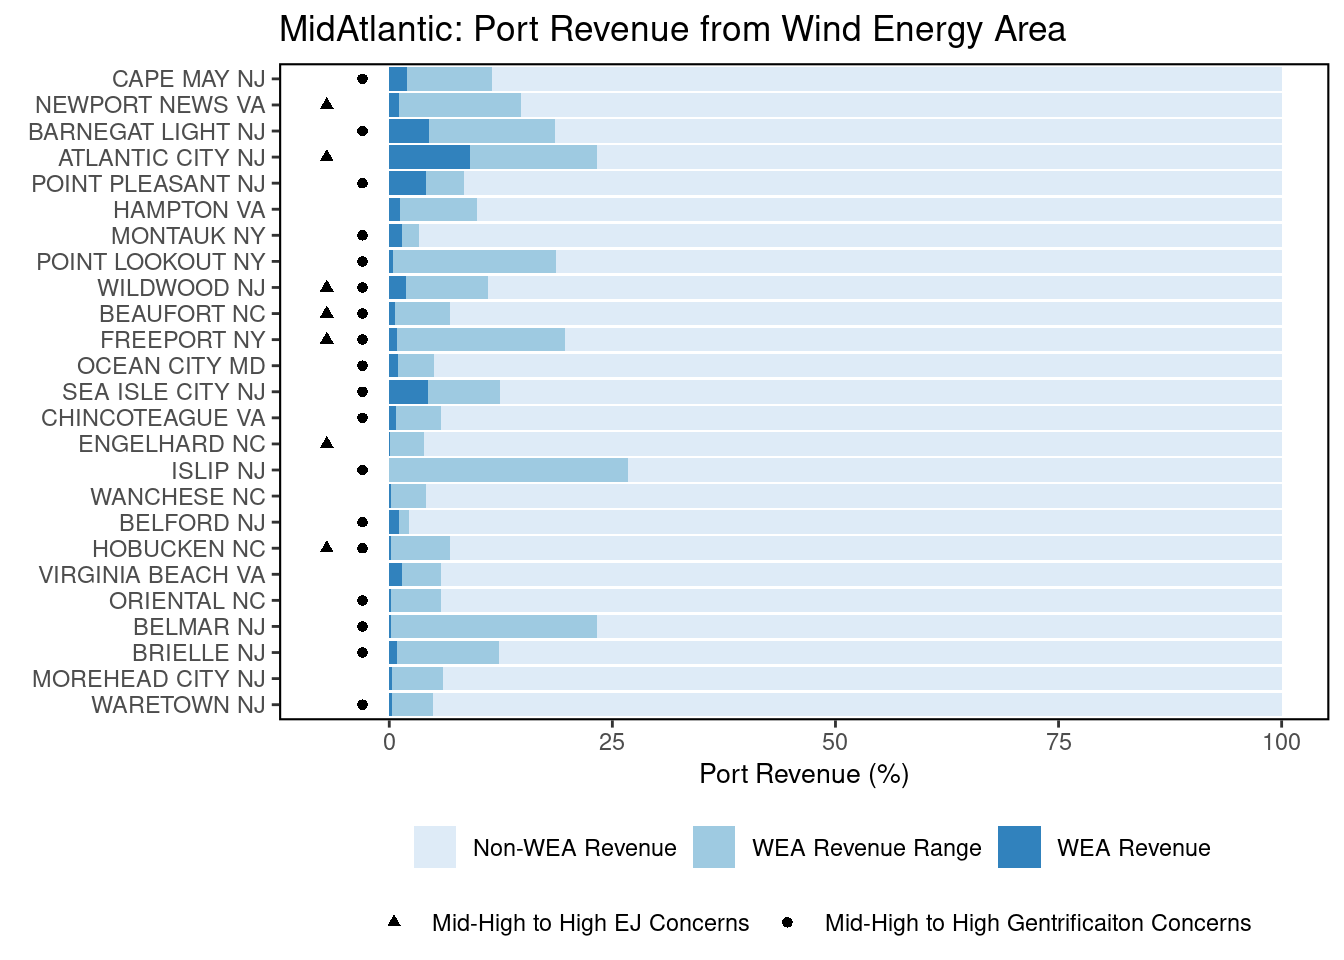 MidAtlantic: Port Revenue from Wind Energy Area
CAPE MAY NJ
NEWPORT NEWS VA
BARNEGAT LIGHT NJ
ATLANTIC CITY NJ
POINT PLEASANT NJ
HAMPTON VA
MONTAUK NY
POINT LOOKOUT NY
WILDWOOD NJ
BEAUFORT NC
FREEPORT NY
OCEAN CITY MD
SEA ISLE CITY NJ
CHINCOTEAGUE VA
ENGELHARD NC
ISLIP NJ
WANCHESE NC
BELFORD NJ
HOBUCKEN NC
VIRGINIA BEACH VA
ORIENTAL NC
BELMAR NJ
BRIELLE NJ
MOREHEAD CITY NJ
WARETOWN NJ
0 25 50 75 100
Port Revenue (%)
Non-WEA Revenue WEA Revenue Range WEA Revenue
Mid-High to High EJ Concerns Mid-High to High Gentrificaiton Concerns